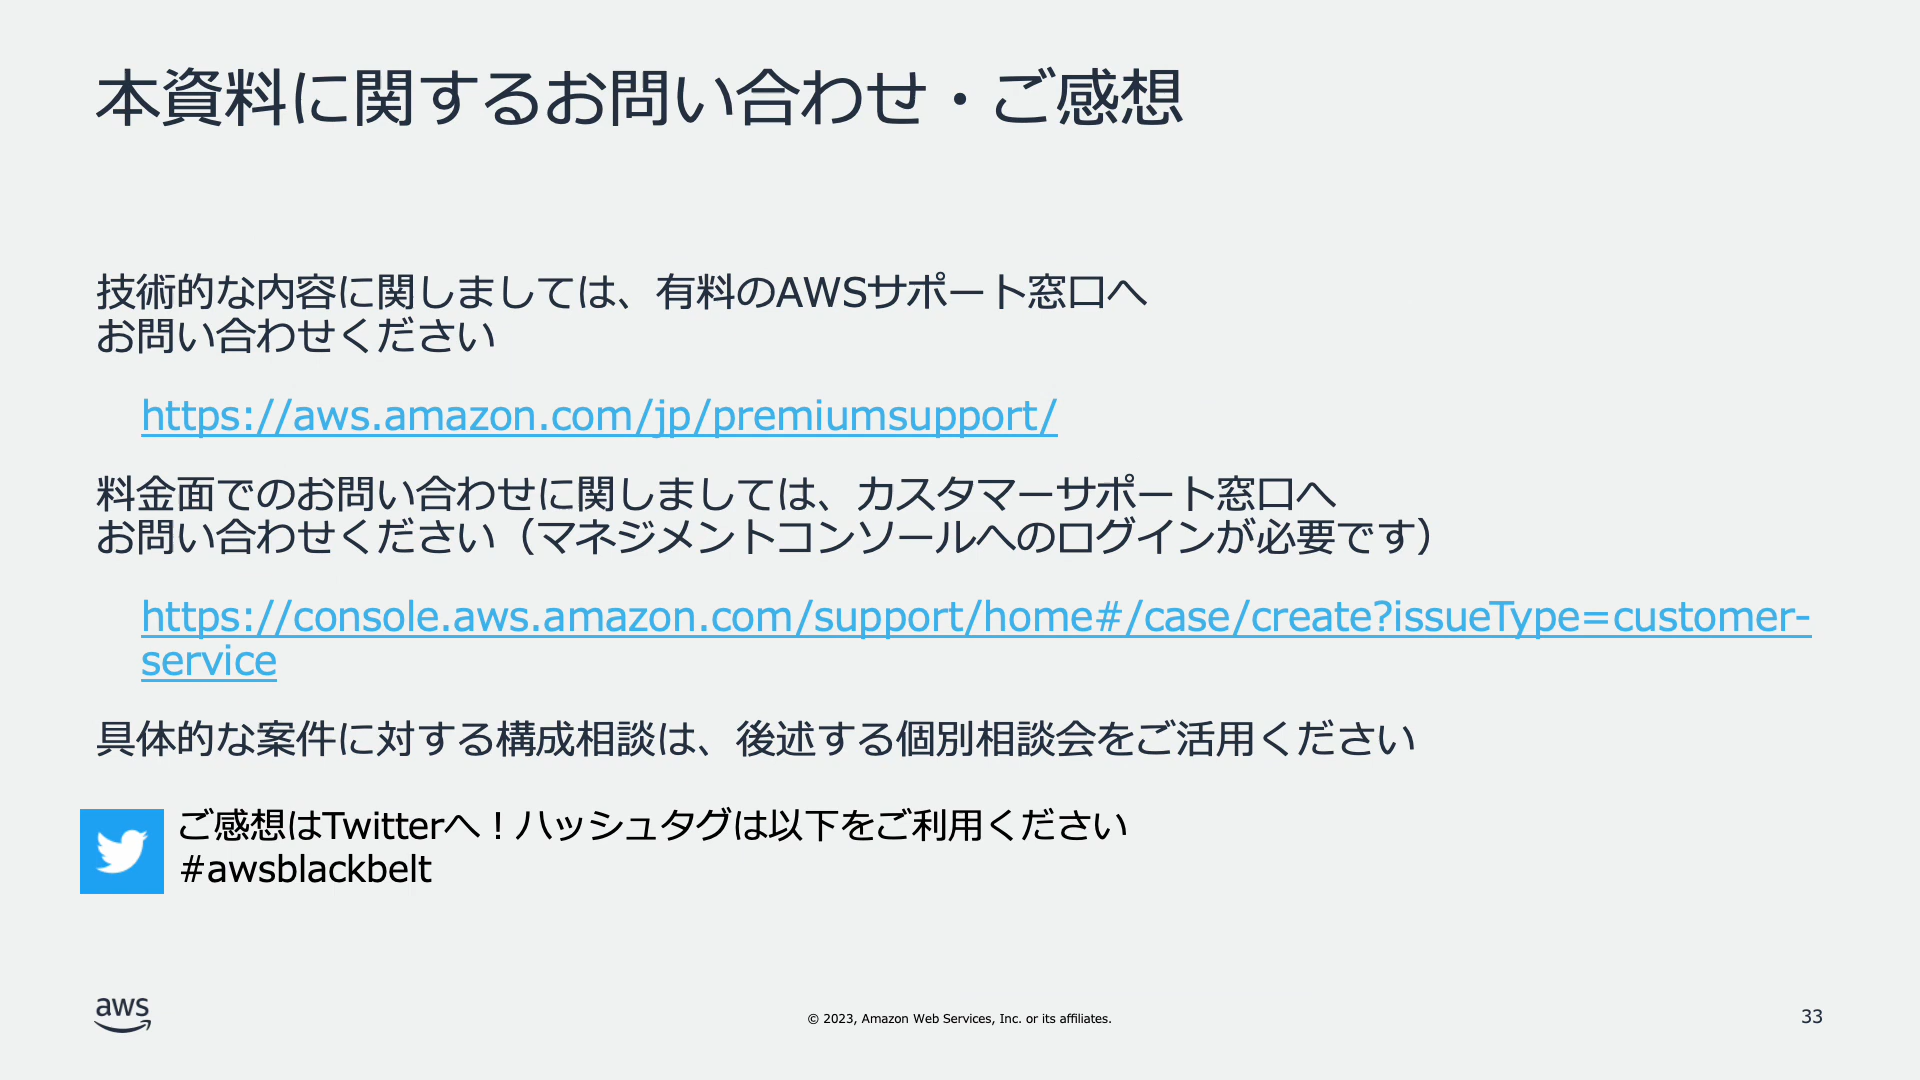 本資料に関するお問い合わせ・ご感想
技術的な内容に関しましては、有料のAWSサポート窓口へ
お問い合わせください
https://aws.amazon.com/jp/premiumsupport/
料金面でのお問い合わせに関しましては、カスタマーサポート窓口へ
お問い合わせください（マネジメントコンソールへのログインが必要です）
https://console.aws.amazon.com/support/home#/case/create?issueType=customer-
service
具体的な案件に対する構成相談は、後述する個別相談会をご活用ください
ご感想はTwitterへ！ハッシュタグは以下をご利用ください
#awsblackbelt
aws
© 2023, Amazon Web Services, Inc. or its affiliates.
33